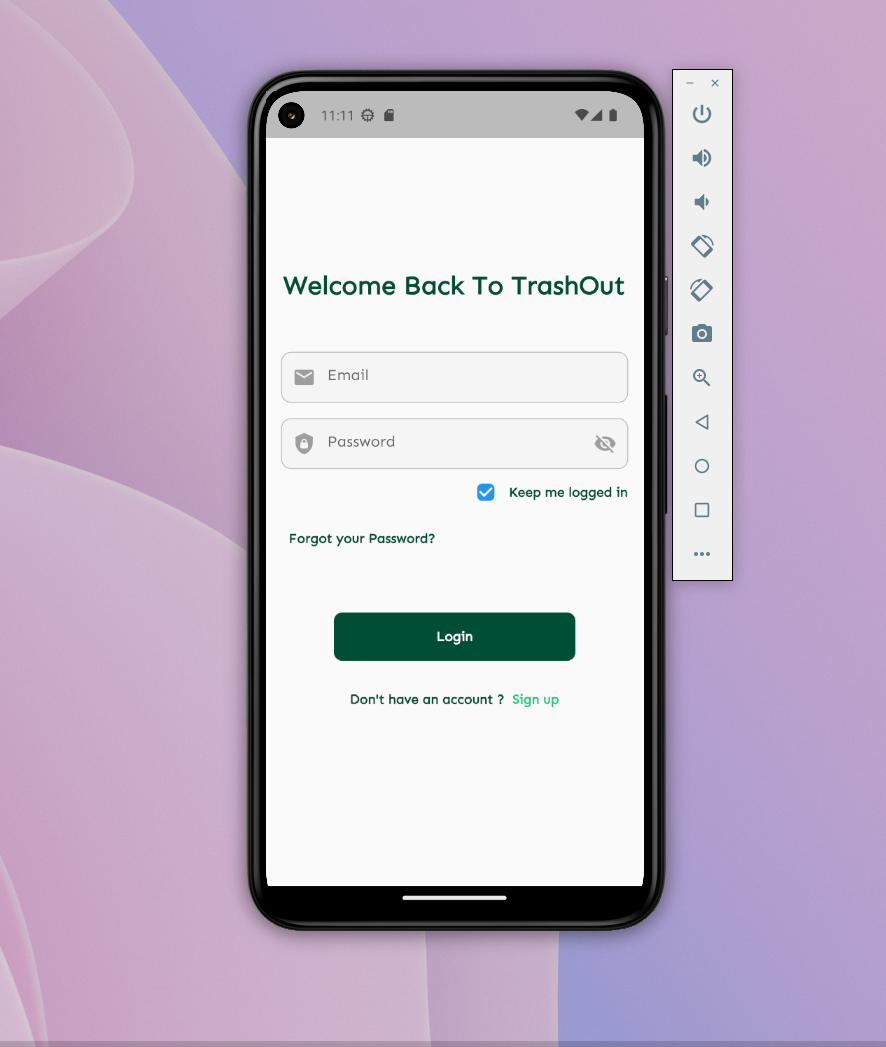 11:11
Welcome Back To TrashOut
Email
Password
Keep me logged in
Forgot your Password?
Login
Don't have an account ? Sign up